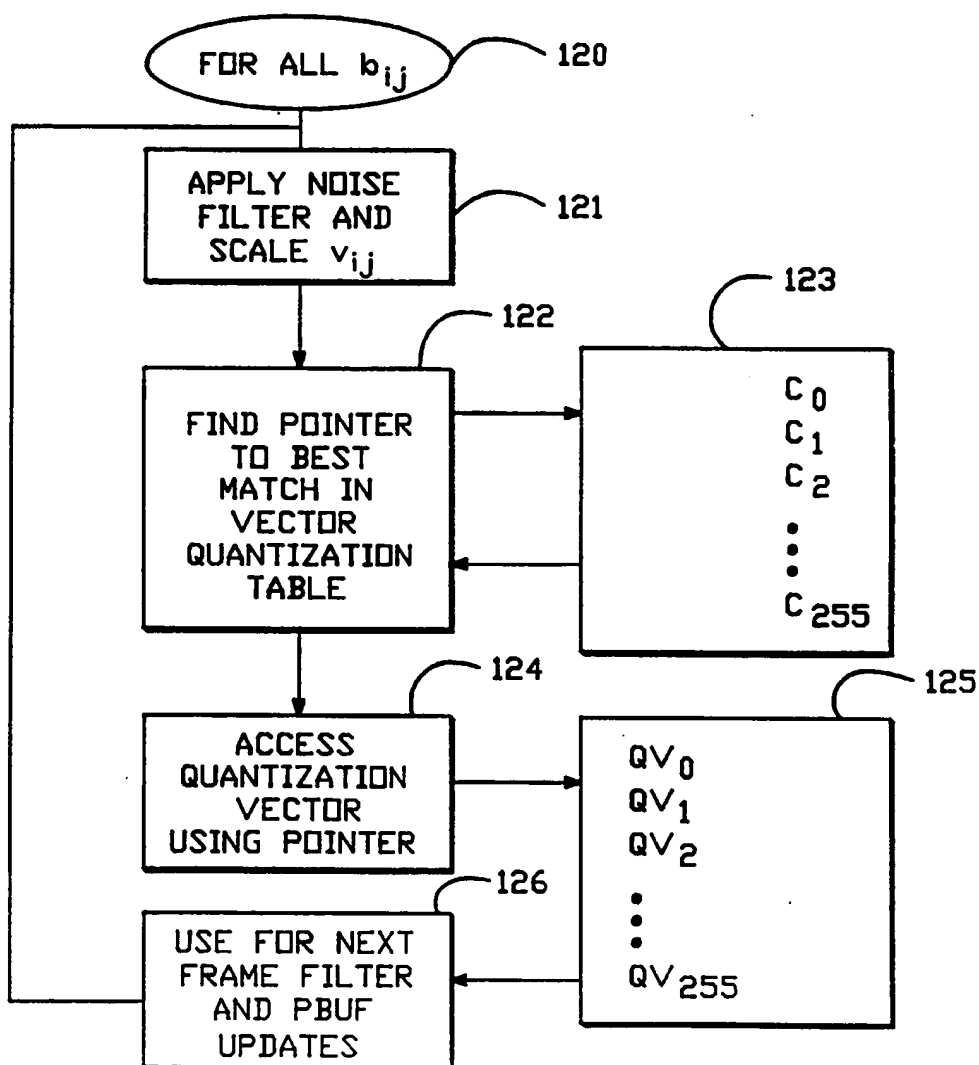 FOR ALL b_ij
120
APPLY NOISE
FILTER AND
SCALE v_ij
121
122
123
FIND POINTER
TO BEST
MATCH IN
VECTOR
QUANTIZATION
TABLE
C_0
C_1
C_2
C_255
124
125
ACCESS
QUANTIZATION
VECTOR
USING POINTER
QV_0
QV_1
QV_2
QV_255
126
USE FOR NEXT
FRAME FILTER
AND PBUF
UPDATES